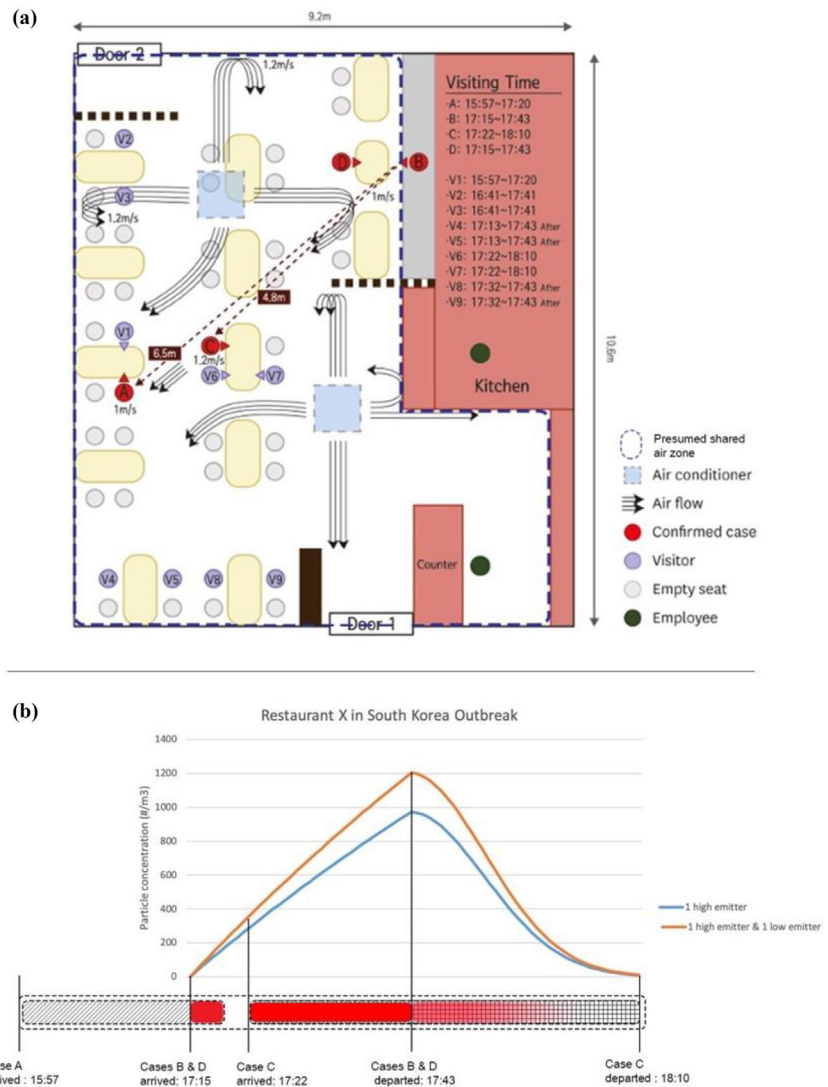 (a)
9.2m
Door 2
1.2m/s
Visiting Time
·A: 15:57~17:20
·B: 17:15~17:43
·C: 17:22~18:10
·D: 17:15~17:43
·V1: 15:57~17:20
·V2: 16:41~17:41
·V3: 16:41~17:41
·V4: 17:13~17:43 After
·V5: 17:13~17:43 After
·V6: 17:22~18:10
·V7: 17:22~18:10
·V8: 17:32~17:43 After
·V9: 17:32~17:43 After
V2
D
B
V3
1m/s
1.2m/s
4.8m
V1
6.5m
C
1.2m/s
V6
V7
A
1m/s
Kitchen
10.6m
V4
V5
V8
V9
Counter
Door 1
Presumed shared
air zone
Air conditioner
Air flow
Confirmed case
Visitor
Empty seat
Employee
(b)
Restaurant X in South Korea Outbreak
Particle concentration (#/m3)
1400
1200
1000
800
600
400
200
0
1 high emitter
1 high emitter & 1 low emitter
se A
ived : 15:57
Cases B & D
arrived: 17:15
Case C
arrived: 17:22
Cases B & D
departed: 17:43
Case C
departed : 18:10